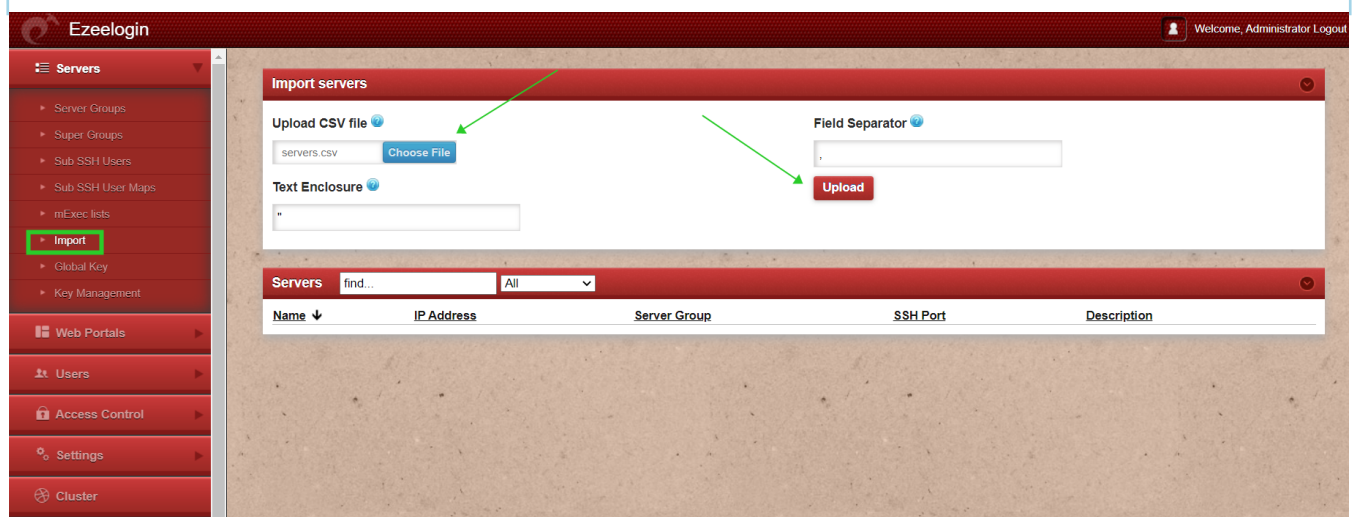 Ezeelogin
Welcome, Administrator Logout
Servers
Server Groups
Super Groups
Sub SSH Users
Sub SSH User Maps
mExec lists
Import
Global Key
Key Management
Web Portals
Users
Access Control
Settings
Cluster
Import servers
Upload CSV file
servers.csv Choose File
Text Enclosure
"
Field Separator
,
Upload
Servers find... All
Name IP Address Server Group SSH Port Description